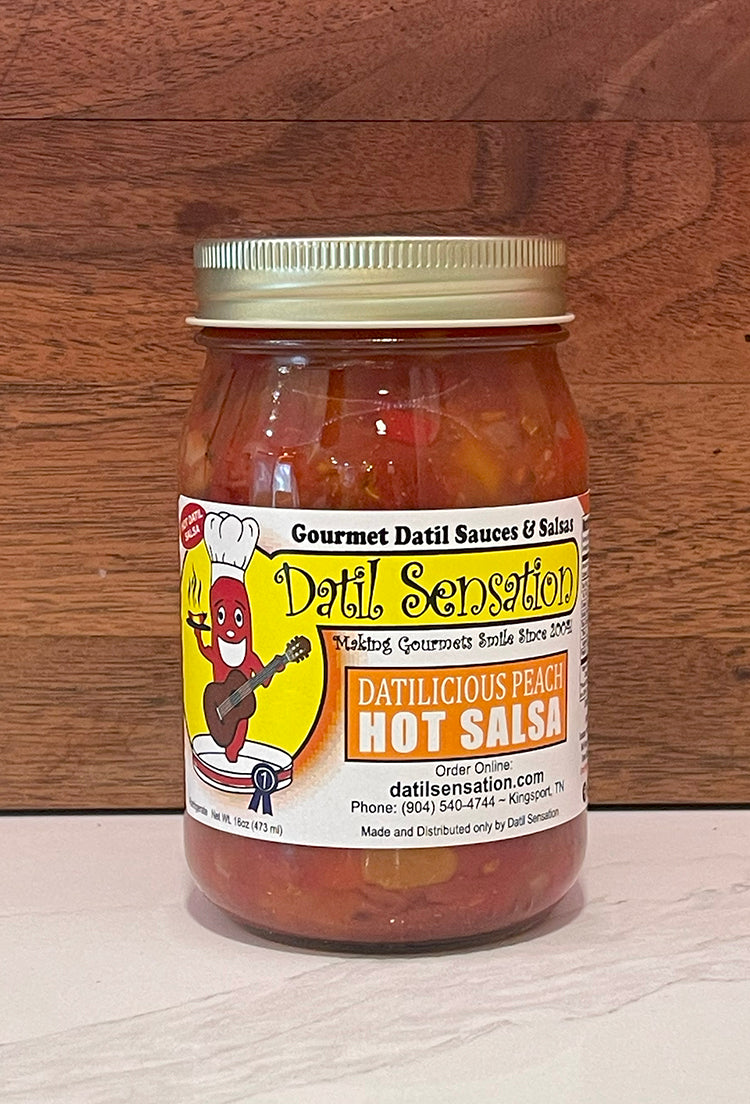 HOT DATIL
SALSA
Gourmet Datil Sauces & Salsas
Datil Sensation
Making Gourmets Smile Since
DATILICIOUS PEACH
HOT SALSA
Order Online:
datilsensation.com
Phone: (904) 540-4744 ~ Kingsport, TN
Made and Distributed only by Datil Sensation
1
Net Wt. 16oz (473 ml)